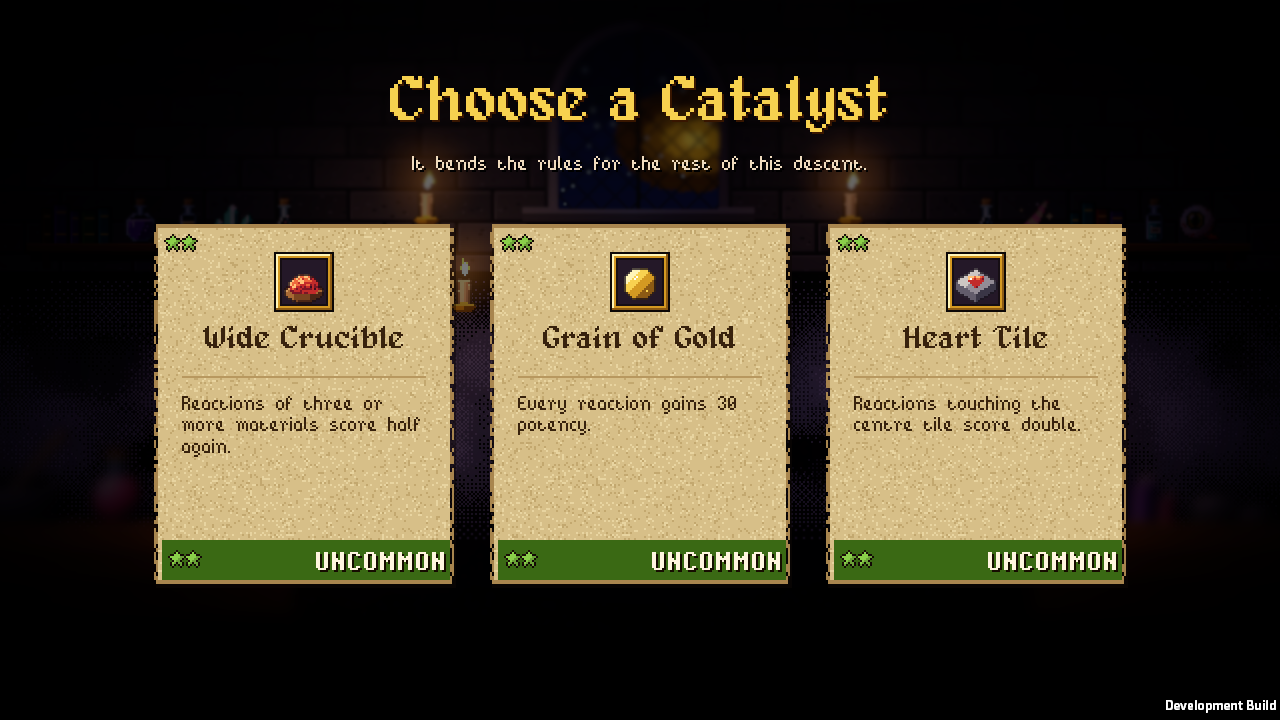 Choose a Catalyst
It bends the rules for the rest of this descent.
Wide Crucible
Reactions of three or
more materials score half
again.
UNCOMMON
Grain of Gold
Every reaction gains 30
potency.
UNCOMMON
Heart Tile
Reactions touching the
centre tile score double.
UNCOMMON
Development Build